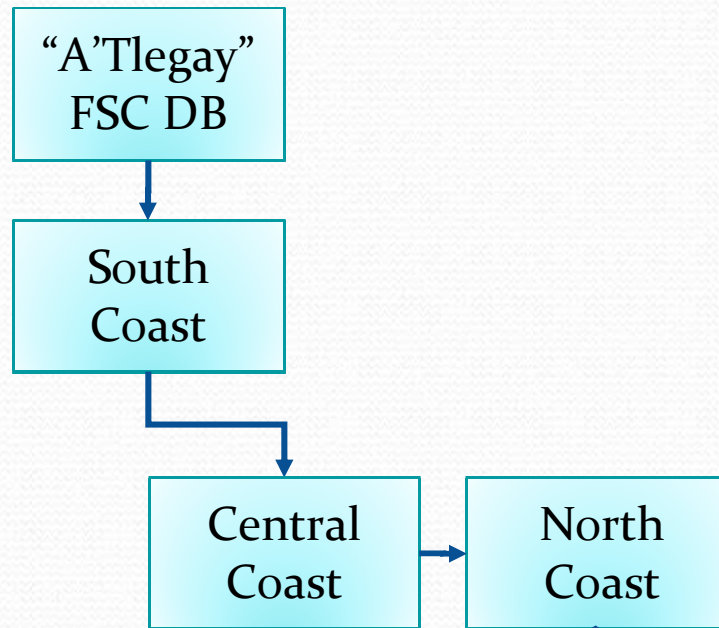 “A’Tlegay”
FSC DB
South
Coast
Central
Coast
North
Coast